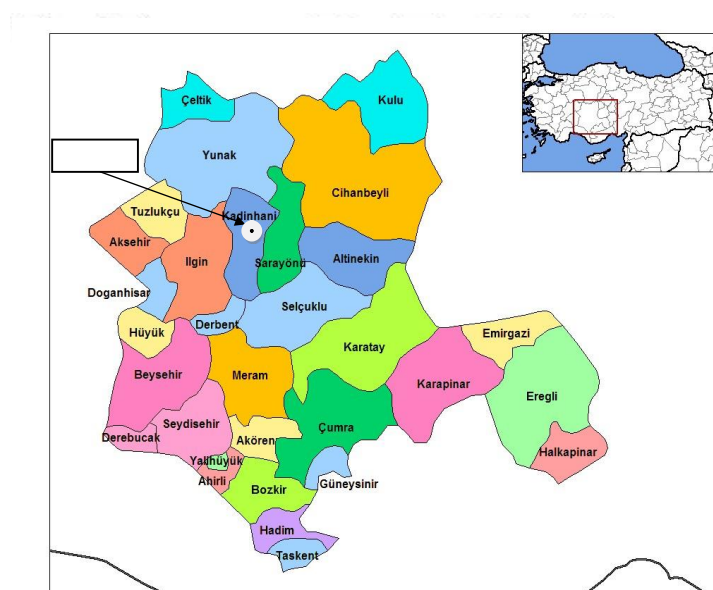 Çeltik
Kulu
Yunak
Cihanbeyli
Tuzlukçu
Kadinhani
Aksehir
Ilgin
Sarayönü
Altinekin
Doganhisar
Selçuklu
Derbent
Hüyük
Emirgazi
Karatay
Beysehir
Meram
Karapinar
Eregli
Seydisehir
Derebucak
Akören
Çumra
Halkapinar
Yalihüyük
Ahirli
Güneysinir
Bozkir
Hadim
Taskent